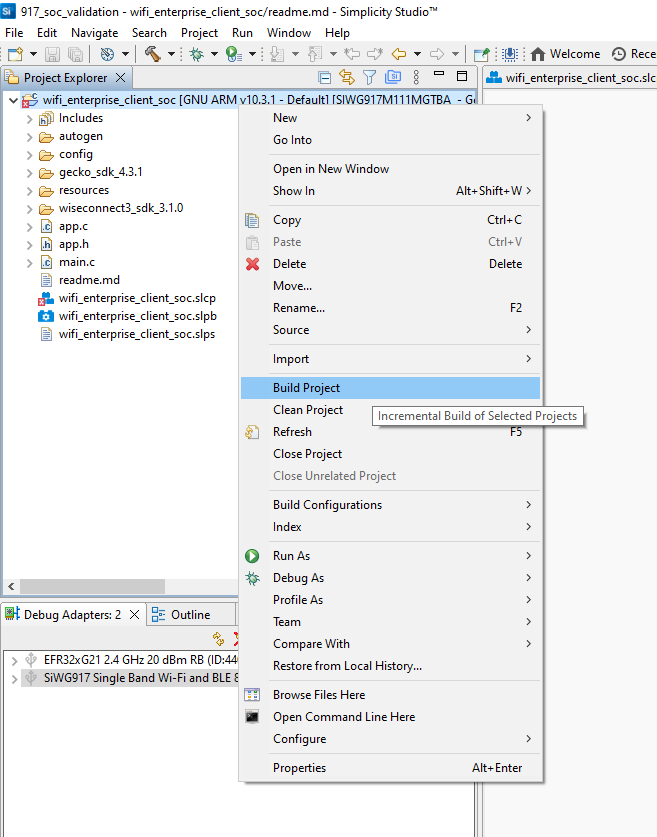 917_soc_validation - wifi_enterprise_client_soc/readme.md - Simplicity Studio™
File Edit Navigate Search Project Run Window Help
Welcome Rece
Project Explorer
wifi_enterprise_client_soc.slc
wifi_enterprise_client_soc [GNU ARM v10.3.1 - Default] [SIWG917M111MGTBA - Ge
Includes
autogen
config
gecko_sdk_4.3.1
resources
wiseconnect3_sdk_3.1.0
app.c
app.h
main.c
readme.md
wifi_enterprise_client_soc.slcp
wifi_enterprise_client_soc.slpb
wifi_enterprise_client_soc.slps
New
Go Into
Open in New Window
Show In Alt+Shift+W
Copy Ctrl+C
Paste Ctrl+V
Delete Delete
Move...
Rename... F2
Source
Import
Build Project
Clean Project
Incremental Build of Selected Projects
Refresh F5
Close Project
Close Unrelated Project
Build Configurations
Index
Run As
Debug As
Profile As
Team
Compare With
Restore from Local History...
Browse Files Here
Open Command Line Here
Configure
Properties Alt+Enter
Debug Adapters: 2
Outline
EFR32xG21 2.4 GHz 20 dBm RB (ID:44
SiWG917 Single Band Wi-Fi and BLE 8